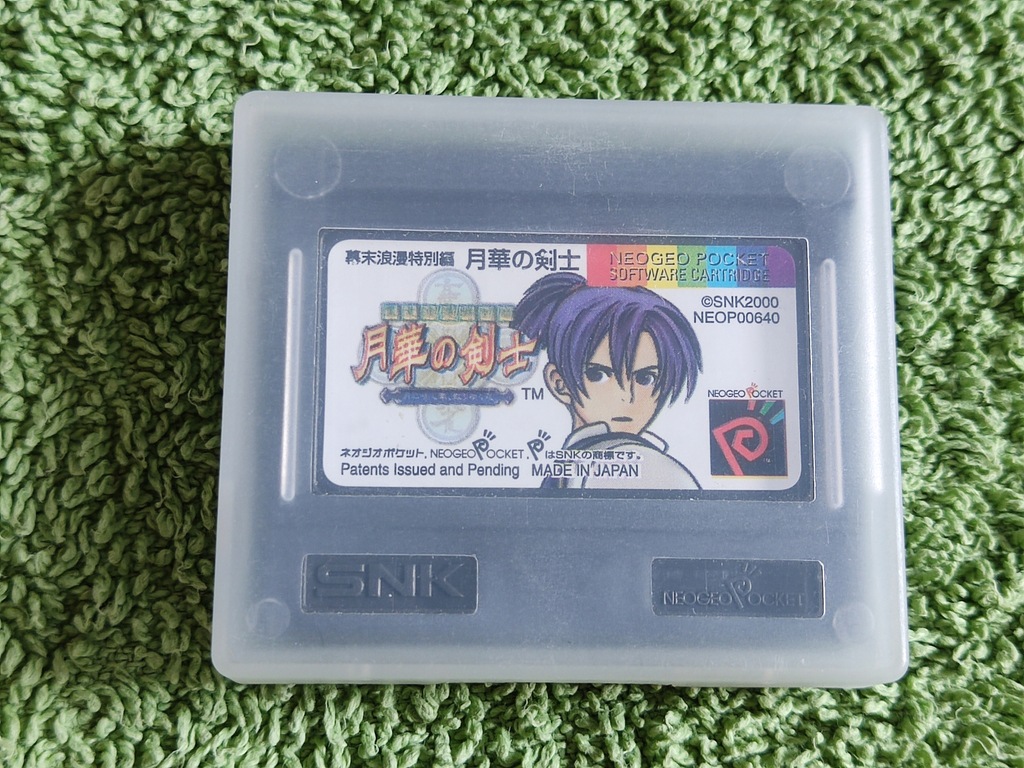 幕末浪漫特別編 月華の剣士
NEOGEO POCKET
SOFTWARE CARTRIDGE
©SNK2000
NEOP00640
月華の剣士
TM
NEOGEO POCKET
ネオジオポケット, NEOGEO POCKET, P はSNKの商標です。
Patents Issued and Pending MADE IN JAPAN
SNK
NEOGEO POCKET